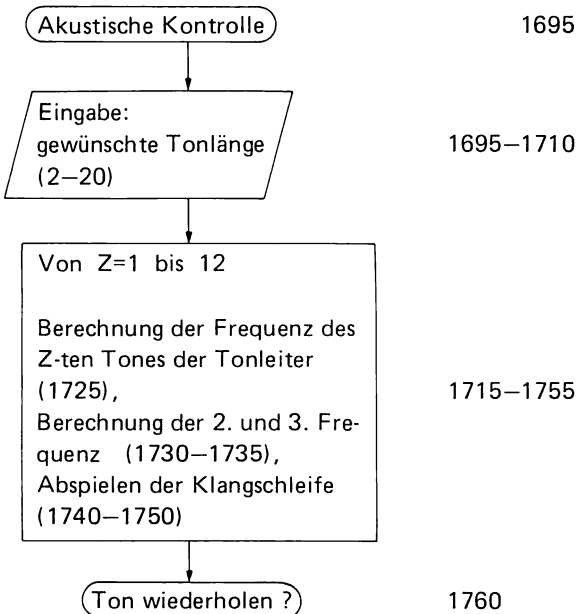 Akustische Kontrolle 1695
Eingabe:
gewünschte Tonlänge 1695—1710
(2—20)
Von Z=1 bis 12
Berechnung der Frequenz des
Z-ten Tones der Tonleiter
(1725), 1715—1755
Berechnung der 2. und 3. Fre-
quenz (1730—1735),
Abspielen der Klangschleife
(1740—1750)
Ton wiederholen ? 1760